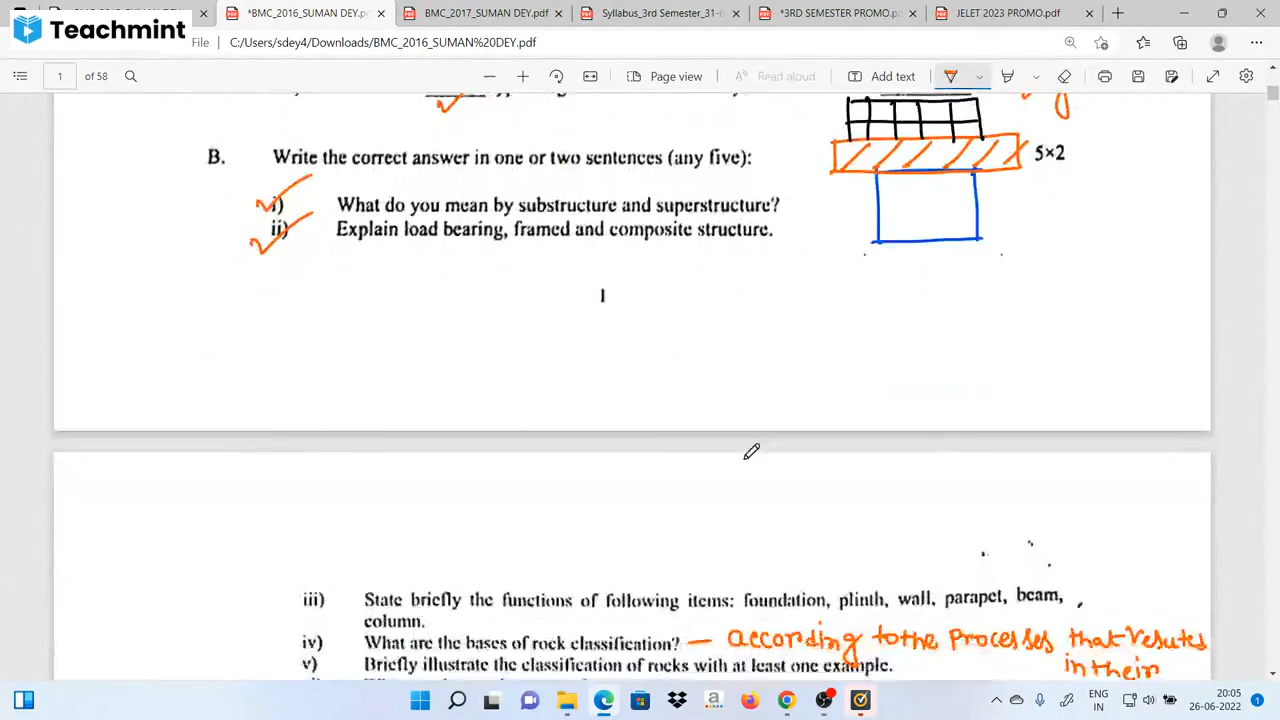 Teachmint
*BMC_2016_SUMAN DEY.pdf
BMC_2017_SUMAN DEY.pdf
Syllabus_3rd semester_31-0
*3RD SEMESTER PROMO.pdf
JELET 2023 PROMO.pdf
File
C:/Users/sdey4/Downloads/BMC_2016_SUMAN%20DEY.pdf
1 of 58
Page view
Read aloud
Add text
B. Write the correct answer in one or two sentences (any five): 5×2
i) What do you mean by substructure and superstructure?
ii) Explain load bearing, framed and composite structure.
1
iii) State briefly the functions of following items: foundation, plinth, wall, parapet, beam,
column.
iv) What are the bases of rock classification? — according to the Processes that resutes
in their
v) Briefly illustrate the classification of rocks with at least one example.
ENG
IN
20:05
26-06-2022
1